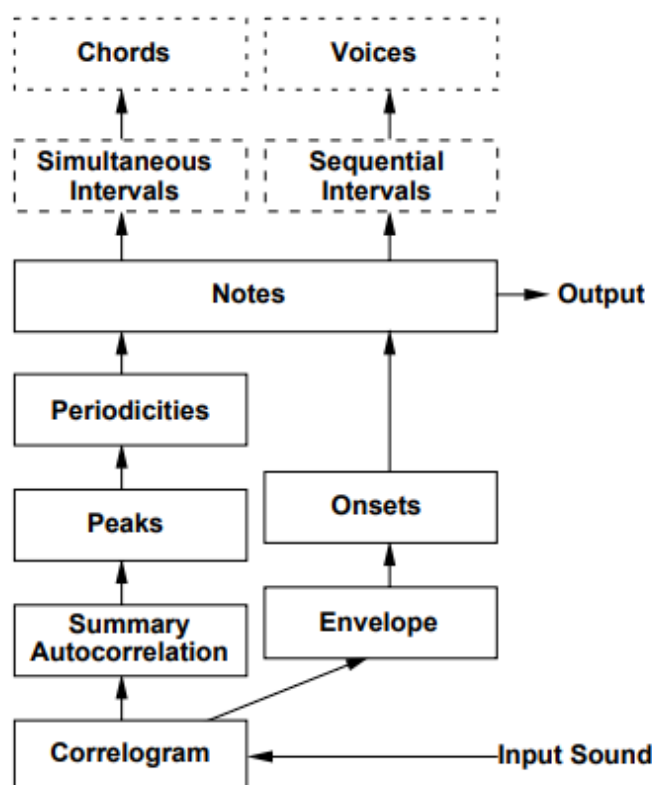 Chords
Voices
Simultaneous
Intervals
Sequential
Intervals
Notes
Output
Periodicities
Peaks
Onsets
Summary
Autocorrelation
Envelope
Correlogram
Input Sound